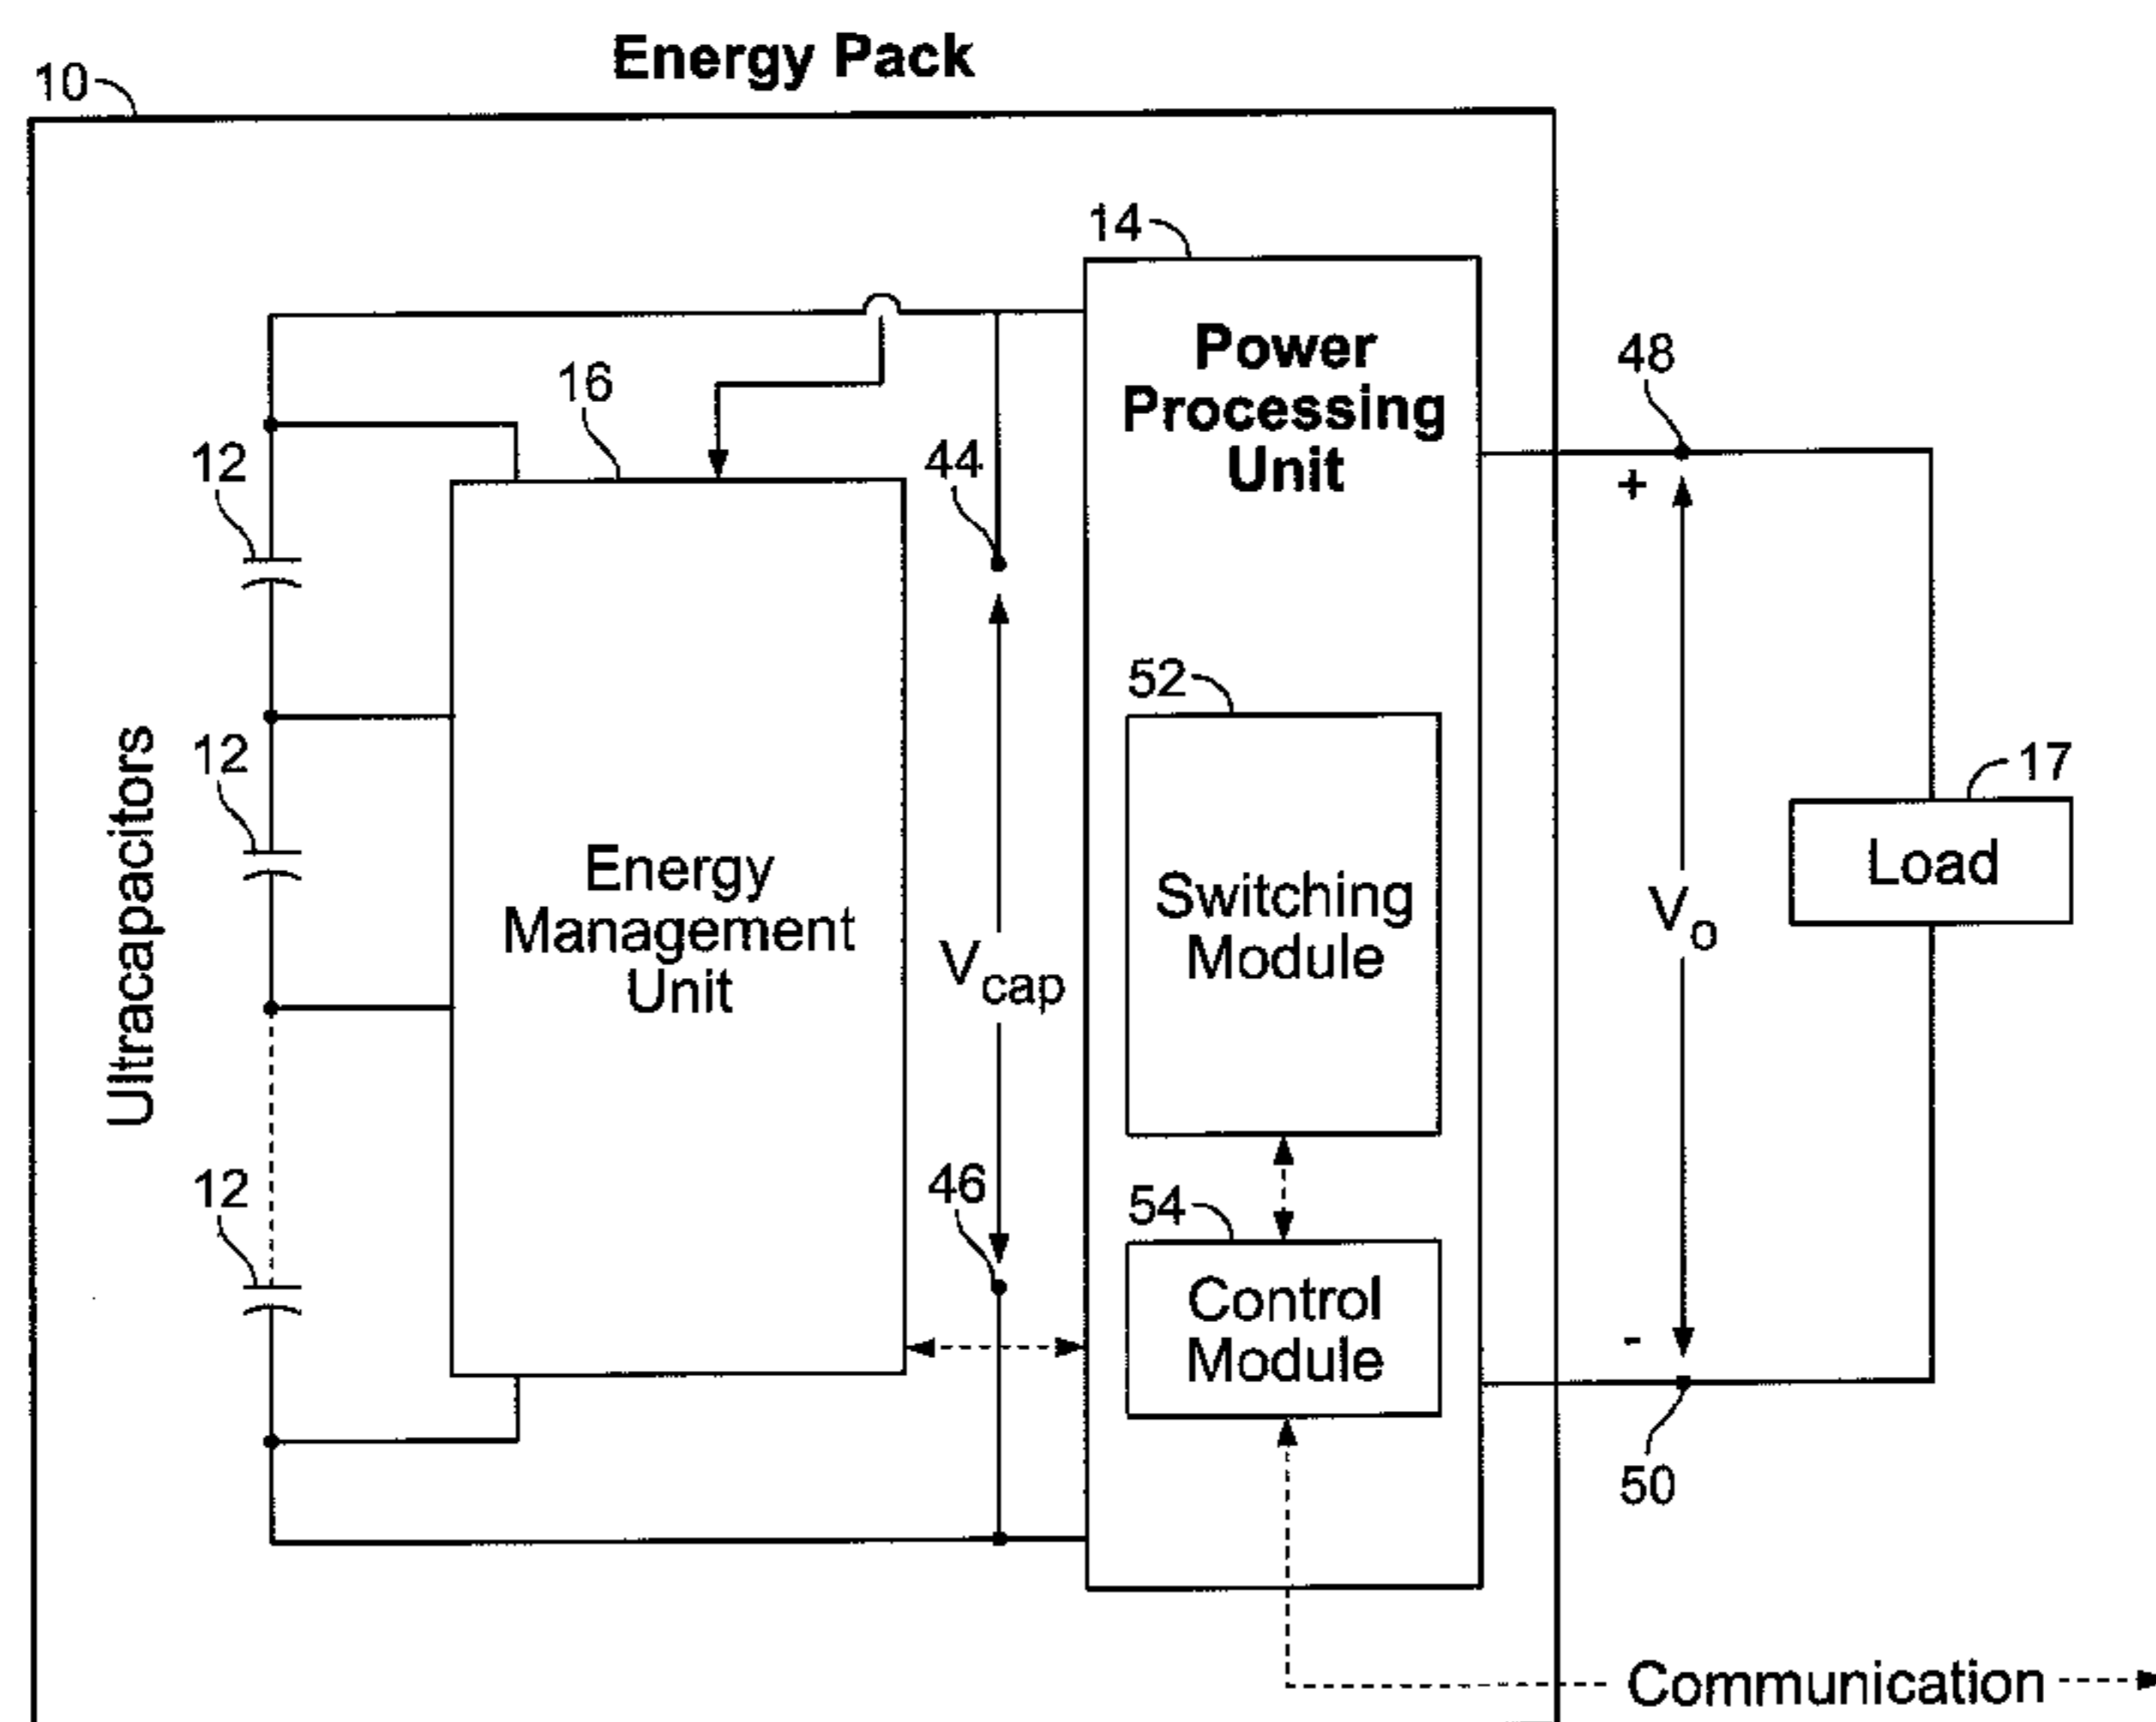 Energy Pack
10
14
Power
Processing
Unit
48
16
12
44
+
52
12
17
Load
Ultracapacitors
Energy
Management
Unit
Switching
Module
Vo
Vcap
12
46
54
Control
Module
-
50
Communication